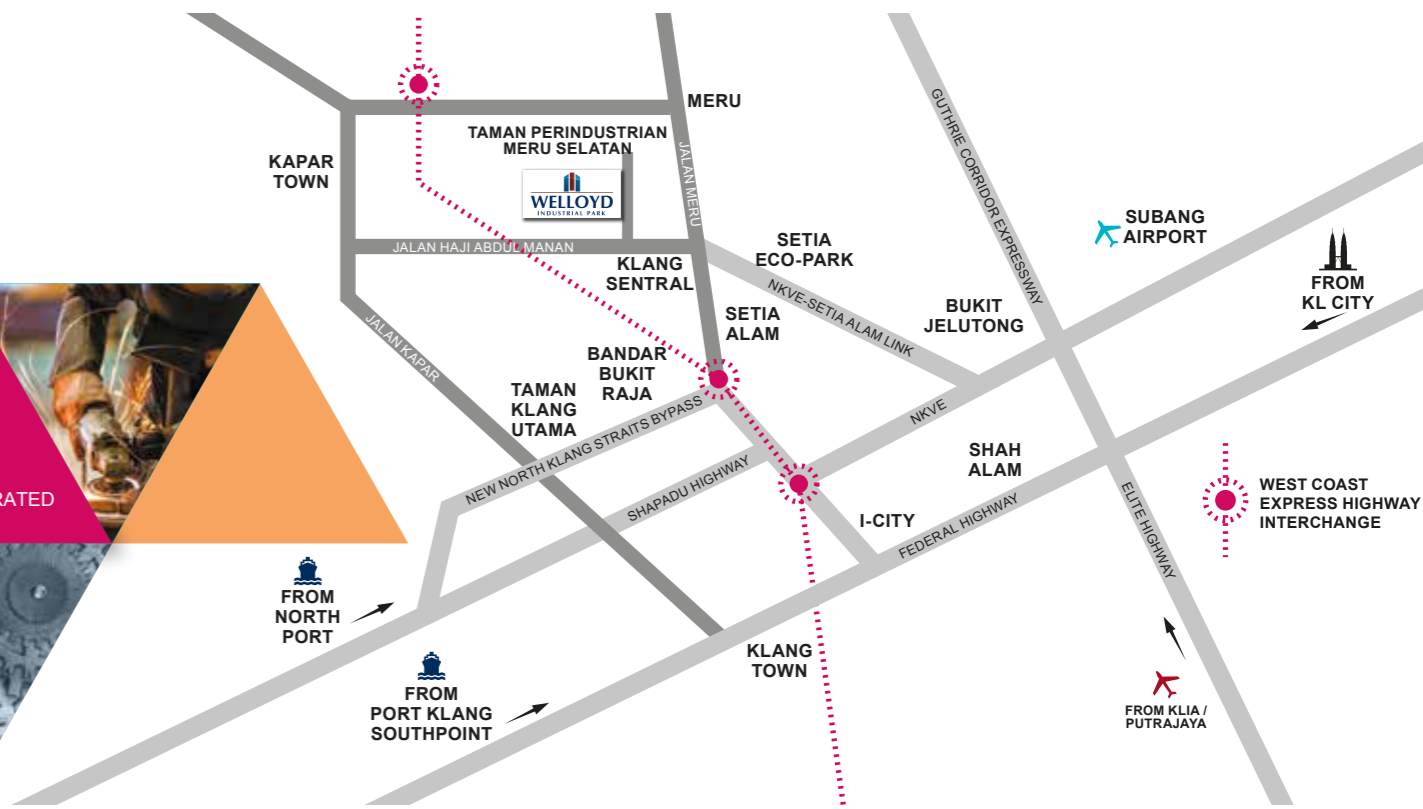 MERU
TAMAN PERINDUSTRIAN
MERU SELATAN
KAPAR
TOWN
WELLOYD
INDUSTRIAL PARK
JALAN MERU
GUTHRIE CORRIDOR EXPRESSWAY
SUBANG
AIRPORT
JALAN HAJI ABDUL MANAN
SETIA
ECO-PARK
KLANG
SENTRAL
NKVE-SETIA ALAM LINK
FROM
KL CITY
BUKIT
JELUTONG
SETIA
ALAM
JALAN KAPAR
BANDAR
BUKIT
RAJA
TAMAN
KLANG
UTAMA
NEW NORTH KLANG STRAITS BYPASS
NKVE
SHAPADU HIGHWAY
SHAH
ALAM
RATED
WEST COAST
EXPRESS HIGHWAY
INTERCHANGE
I-CITY
FEDERAL HIGHWAY
ELITE HIGHWAY
FROM
NORTH
PORT
KLANG
TOWN
FROM
PORT KLANG
SOUTHPOINT
FROM KLIA /
PUTRAJAYA